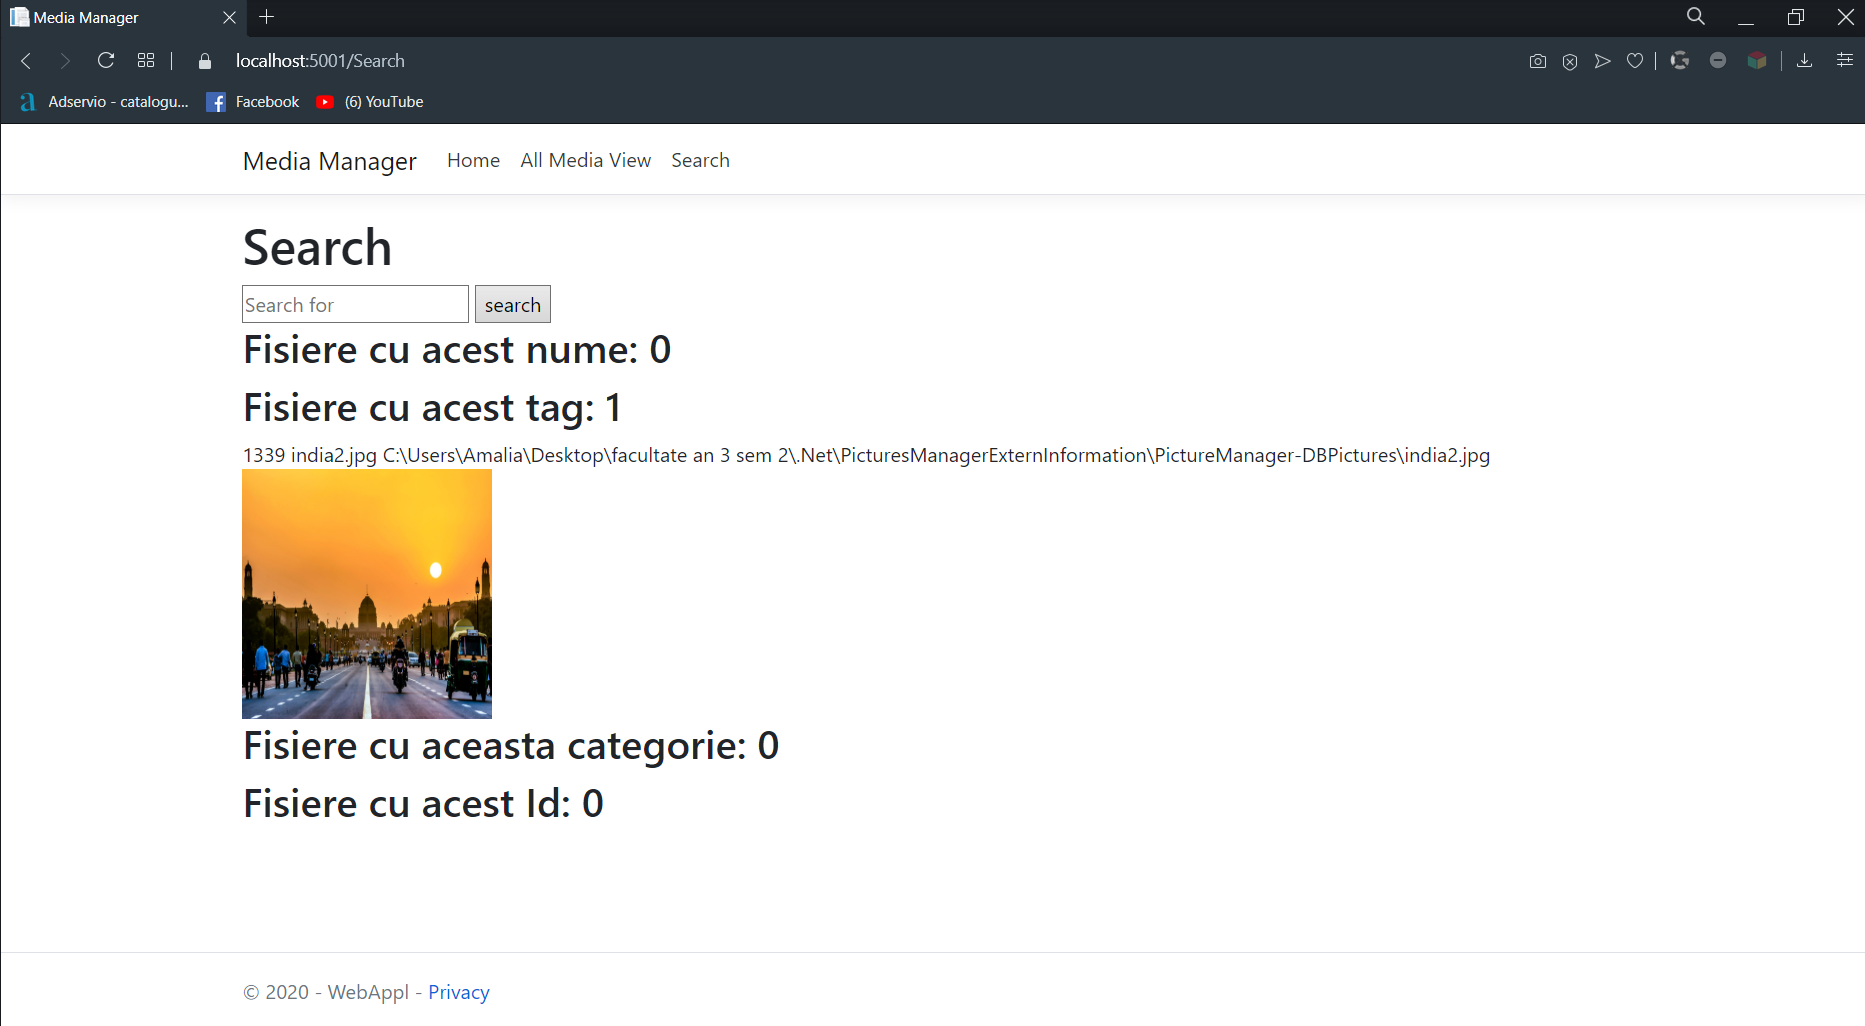 Media Manager
localhost:5001/Search
Adservio - catalogu... Facebook (6) YouTube
Media Manager Home All Media View Search
Search
Search for search
Fisiere cu acest nume: 0
Fisiere cu acest tag: 1
1339 india2.jpg C:\Users\Amalia\Desktop\facultate an 3 sem 2\.Net\PicturesManagerExternInformation\PictureManager-DBPictures\india2.jpg
Fisiere cu aceasta categorie: 0
Fisiere cu acest Id: 0
© 2020 - WebAppl - Privacy